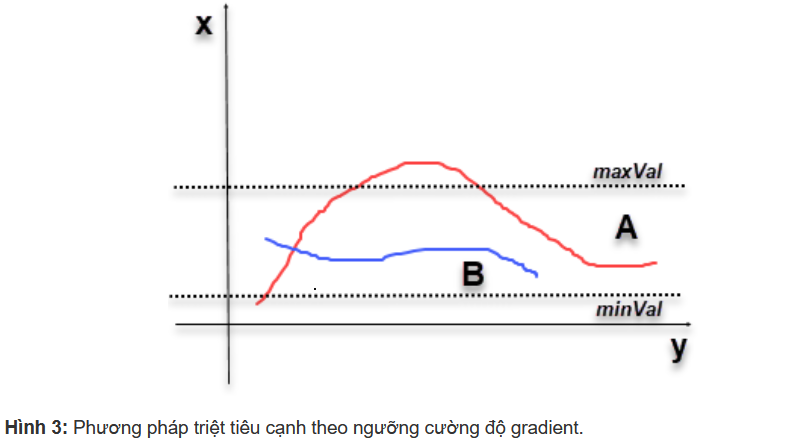 x
maxVal
A
B
minVal
y
Hình 3: Phương pháp triệt tiêu cạnh theo ngưỡng cường độ gradient.